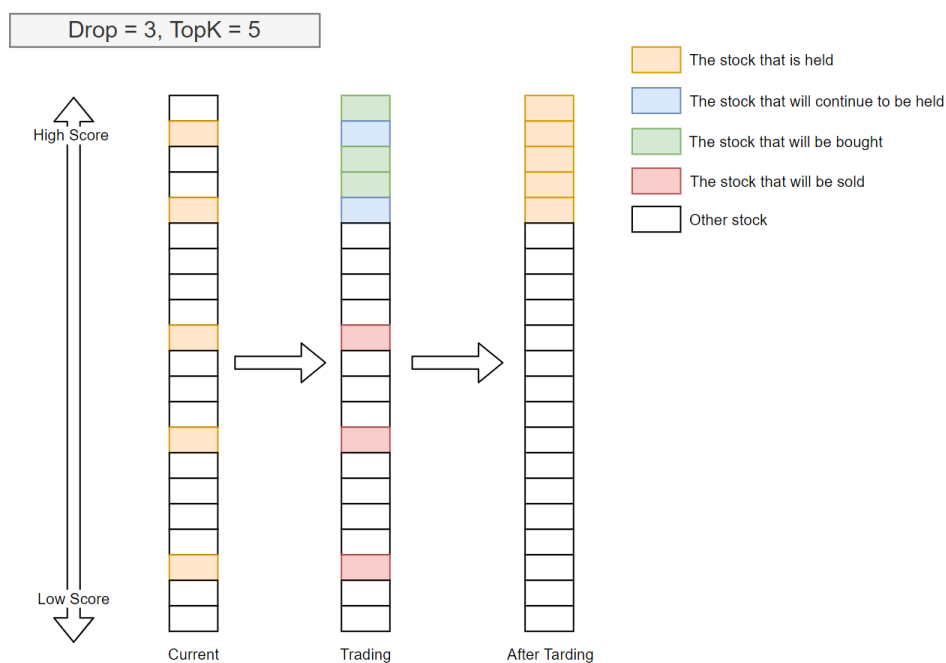 Drop = 3, TopK = 5
The stock that is held
The stock that will continue to be held
The stock that will be bought
The stock that will be sold
Other stock
High Score
Low Score
Current
Trading
After Tarding